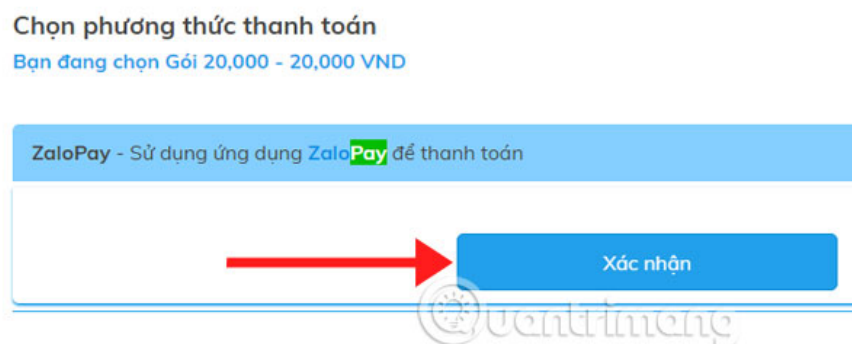 Chọn phương thức thanh toán
Bạn đang chọn Gói 20,000 - 20,000 VND
ZaloPay - Sử dụng ứng dụng ZaloPay để thanh toán
Xác nhận
Quantrimang